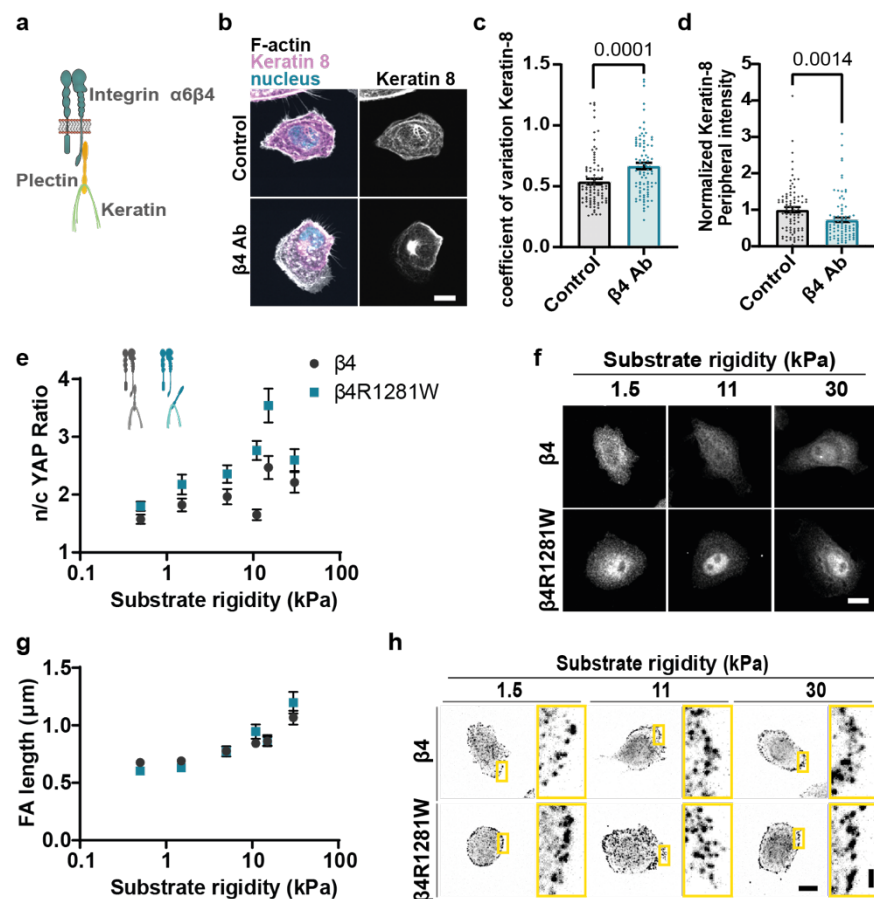 a
Integrin α6β4
Plectin
Keratin
b
F-actin
Keratin 8
nucleus
Keratin 8
Control
β4 Ab
c
coefficient of variation Keratin-8
1.5
1.0
0.5
0.0
0.0001
Control
β4 Ab
d
Normalized Keratin-8
Peripheral intensity
5
4
3
2
1
0
0.0014
Control
β4 Ab
e
n/c YAP Ratio
4
3
2
1
0.1
1
10
100
Substrate rigidity (kPa)
β4
β4R1281W
f
Substrate rigidity (kPa)
1.5 11 30
β4
β4R1281W
g
FA length (µm)
1.5
1.0
0.5
0.0
0.1
1
10
100
Substrate rigidity (kPa)
h
Substrate rigidity (kPa)
1.5 11 30
β4
β4R1281W